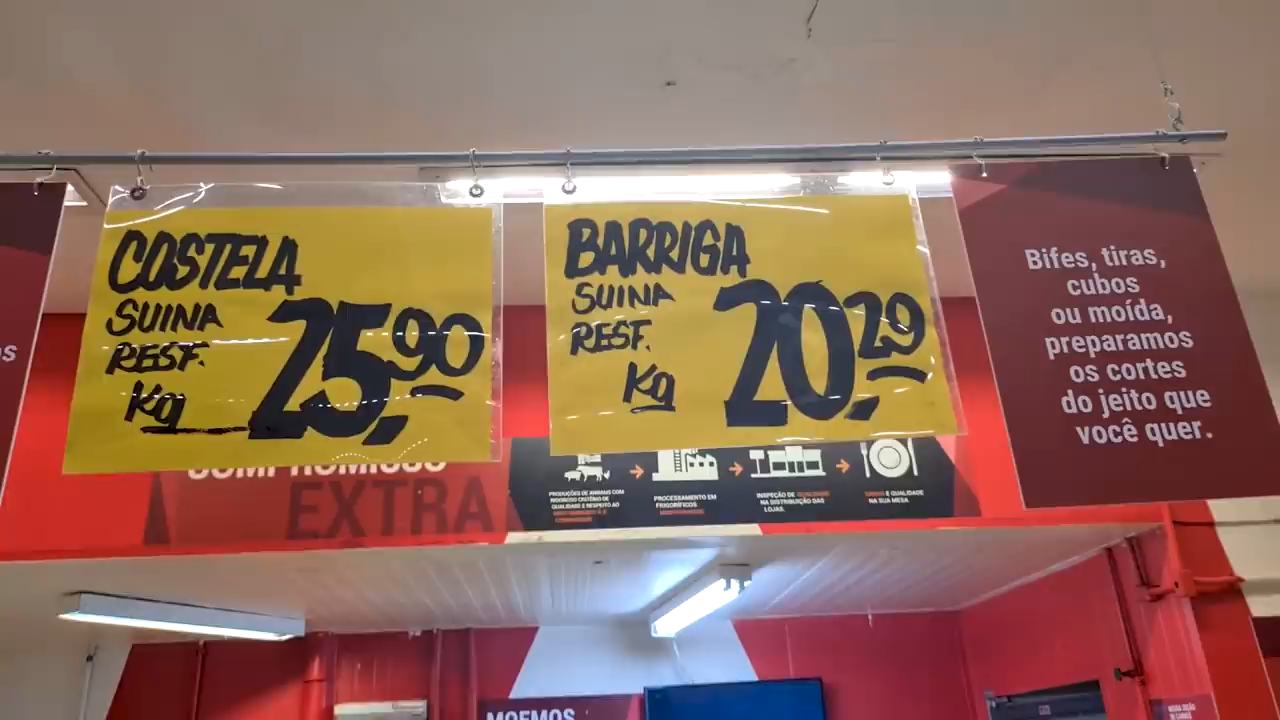 COSTELA
SUINA
RESF.
Kg
25,90
BARRIGA
SUINA
RESF.
Kg
20,29
Bifes, tiras,
cubos
ou moída,
preparamos
os cortes
do jeito que
você quer.
EXTRA
PRODUÇÕES DE ANIMAIS COM
RIGOROSO CRITÉRIO DE
QUALIDADE E RESPEITO AO
PROCESSAMENTO EM
FRIGORÍFICOS
INSPEÇÃO DE QUALIDADE
NA DISTRIBUIÇÃO DAS
LOJAS.
E QUALIDADE
NA SUA MESA
MOEMOS